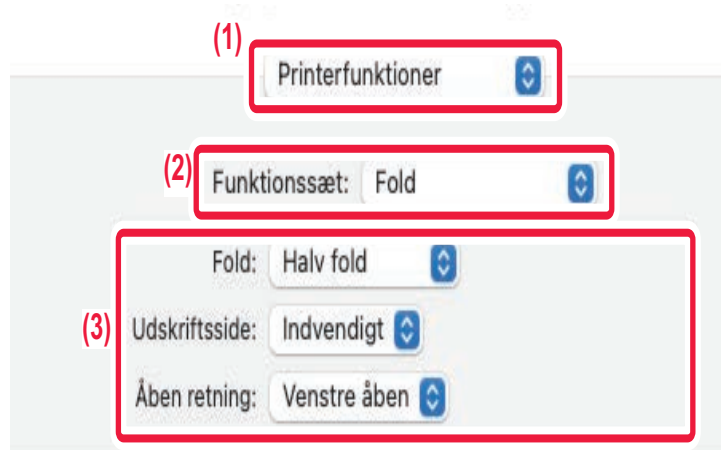 (1)
Printerfunktioner
(2) Funktionssæt: Fold
Fold: Halv fold
(3) Udskriftsside: Indvendigt
Åben retning: Venstre åben